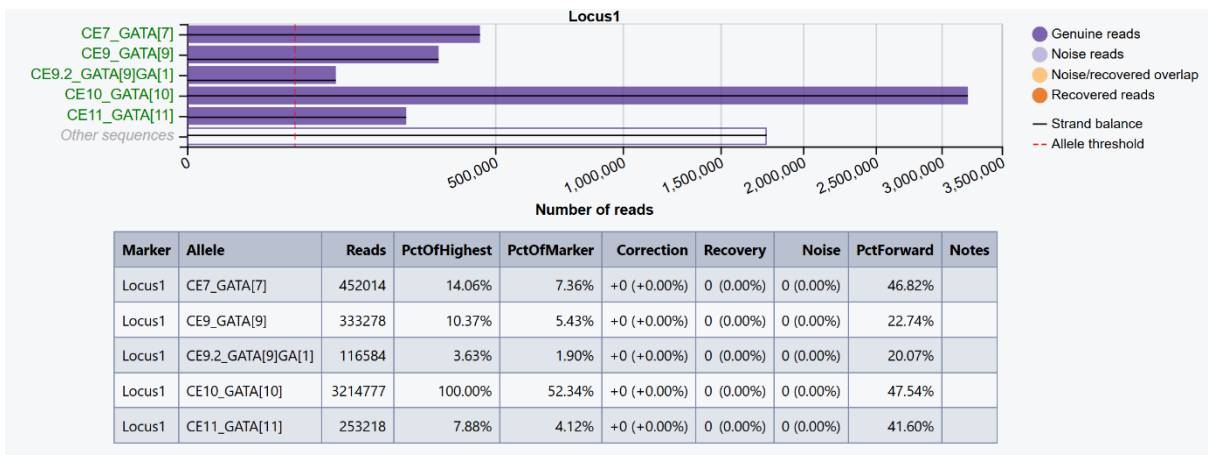 Locus1
CE7_GATA[7]
CE9_GATA[9]
CE9.2_GATA[9]GA[1]
CE10_GATA[10]
CE11_GATA[11]
Other sequences
0 500,000 1,000,000 1,500,000 2,000,000 2,500,000 3,000,000 3,500,000
Number of reads
Genuine reads
Noise reads
Noise/recovered overlap
Recovered reads
Strand balance
Allele threshold
Marker Allele Reads PctOfHighest PctOfMarker Correction Recovery Noise PctForward Notes
Locus1 CE7_GATA[7] 452014 14.06% 7.36% +0 (+0.00%) 0 (0.00%) 0 (0.00%) 46.82%
Locus1 CE9_GATA[9] 333278 10.37% 5.43% +0 (+0.00%) 0 (0.00%) 0 (0.00%) 22.74%
Locus1 CE9.2_GATA[9]GA[1] 116584 3.63% 1.90% +0 (+0.00%) 0 (0.00%) 0 (0.00%) 20.07%
Locus1 CE10_GATA[10] 3214777 100.00% 52.34% +0 (+0.00%) 0 (0.00%) 0 (0.00%) 47.54%
Locus1 CE11_GATA[11] 253218 7.88% 4.12% +0 (+0.00%) 0 (0.00%) 0 (0.00%) 41.60%